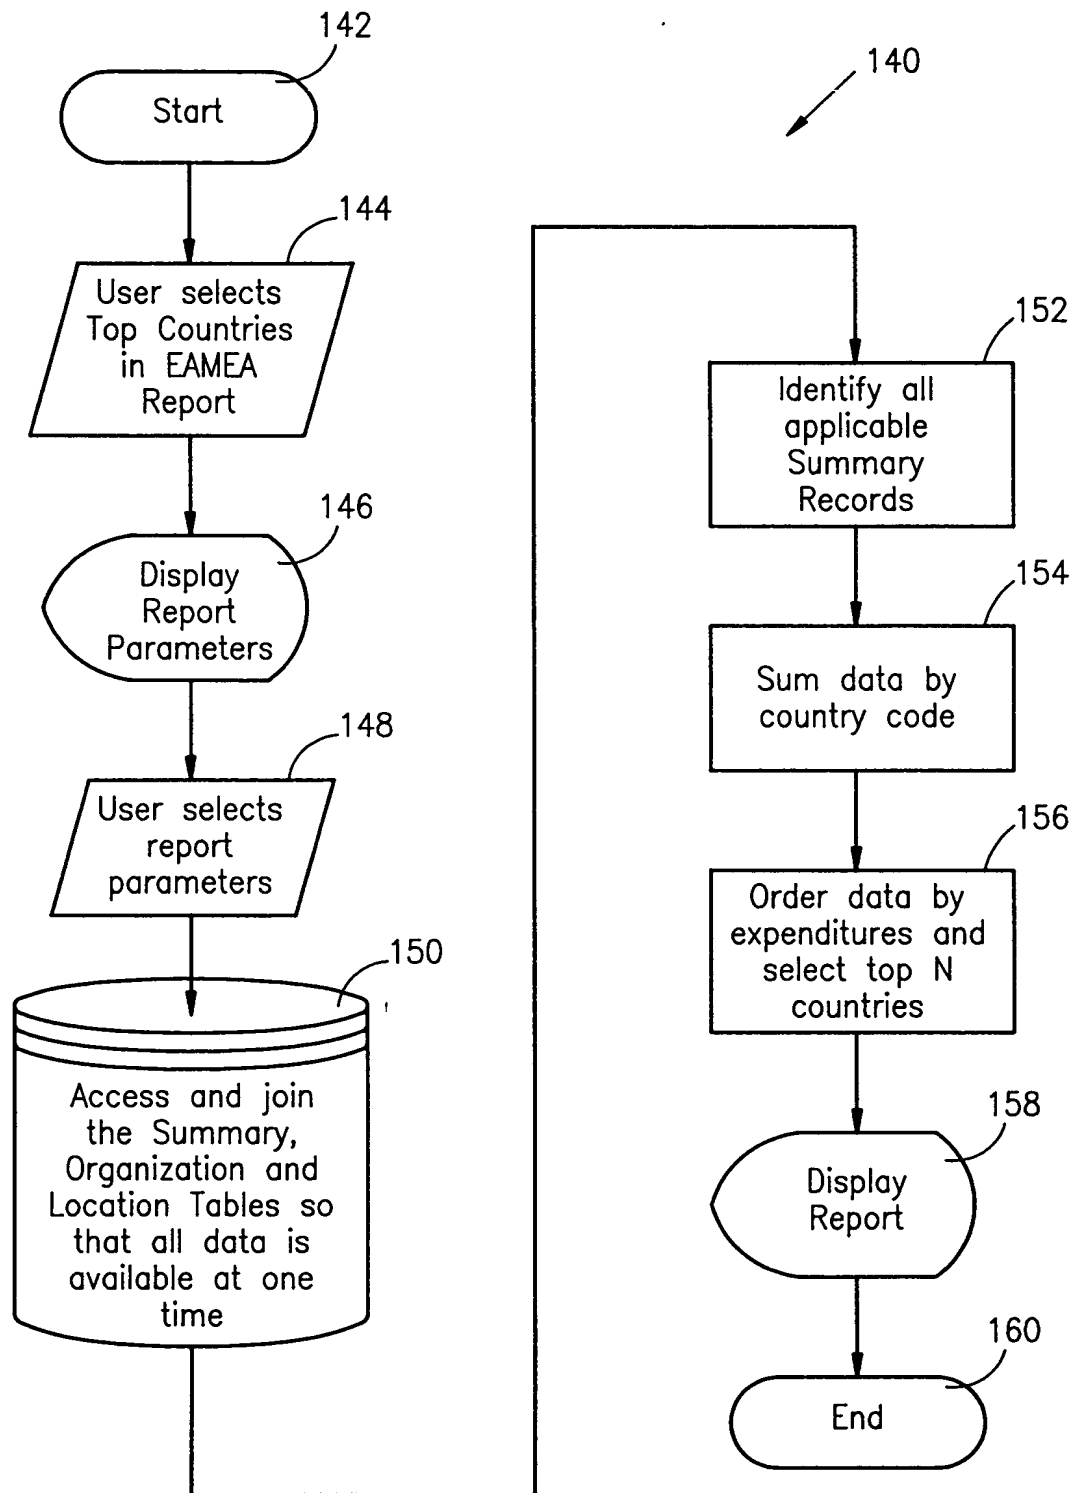 142
Start
144
User selects
Top Countries
in EAMEA
Report
146
Display
Report
Parameters
148
User selects
report
parameters
150
Access and join
the Summary,
Organization and
Location Tables so
that all data is
available at one
time
140
152
Identify all
applicable
Summary
Records
154
Sum data by
country code
156
Order data by
expenditures and
select top N
countries
158
Display
Report
160
End